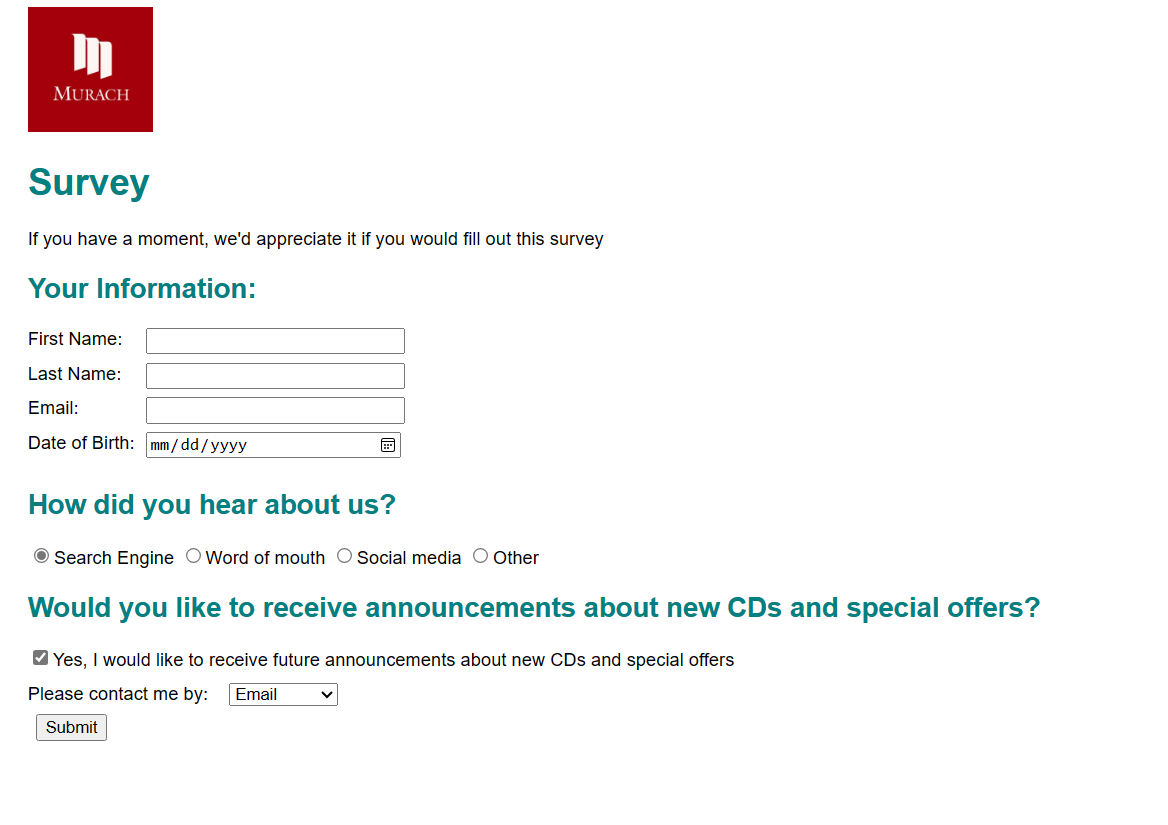 MURACH
Survey
If you have a moment, we'd appreciate it if you would fill out this survey
Your Information:
First Name:
Last Name:
Email:
Date of Birth: mm/dd/yyyy
How did you hear about us?
Search Engine Word of mouth Social media Other
Would you like to receive announcements about new CDs and special offers?
Yes, I would like to receive future announcements about new CDs and special offers
Please contact me by: Email
Submit